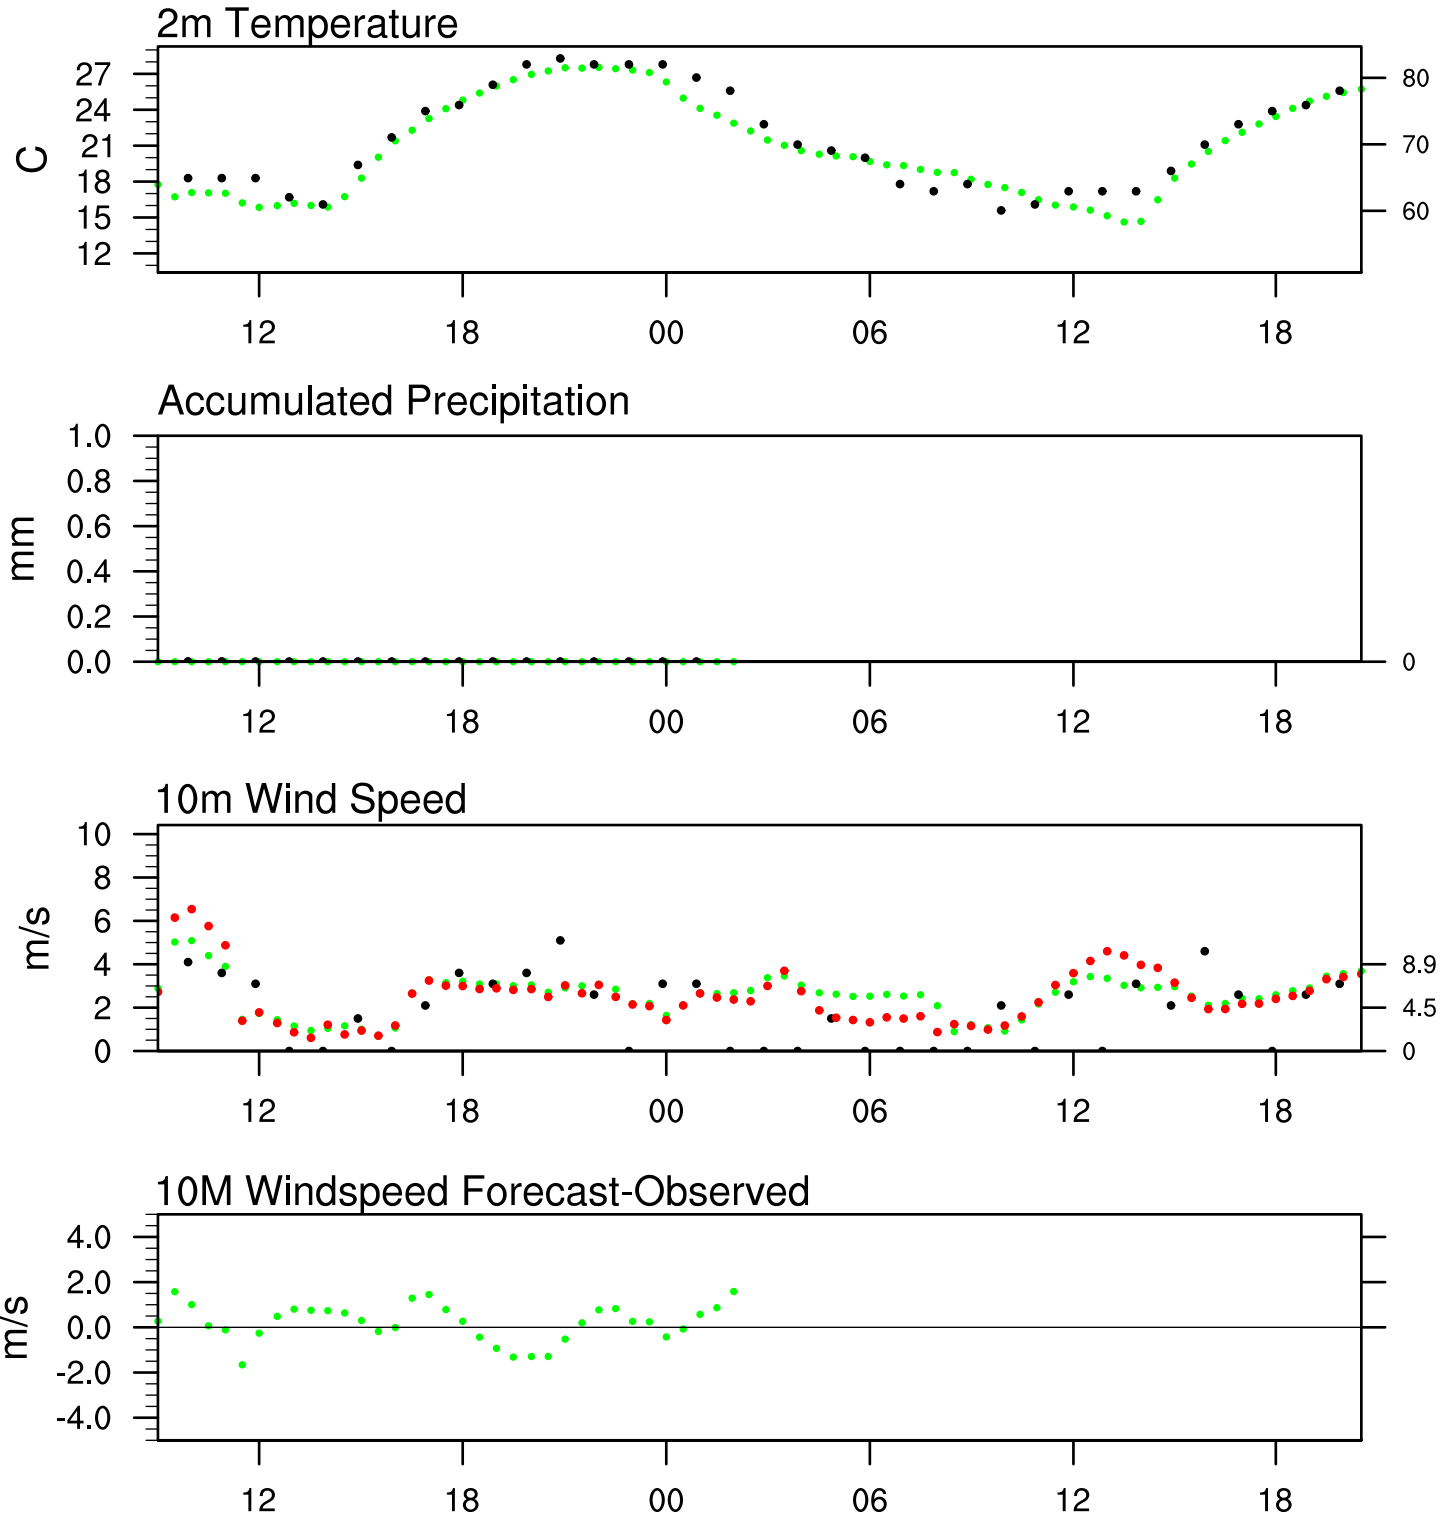 2m Temperature
27
24
21
18
15
12
C
80
70
60
12 18 00 06 12 18
Accumulated Precipitation
1.0
0.8
0.6
0.4
0.2
0.0
mm
0
12 18 00 06 12 18
10m Wind Speed
10
8
6
4
2
0
m/s
8.9
4.5
0
12 18 00 06 12 18
10M Windspeed Forecast-Observed
4.0
2.0
0.0
-2.0
-4.0
m/s
12 18 00 06 12 18